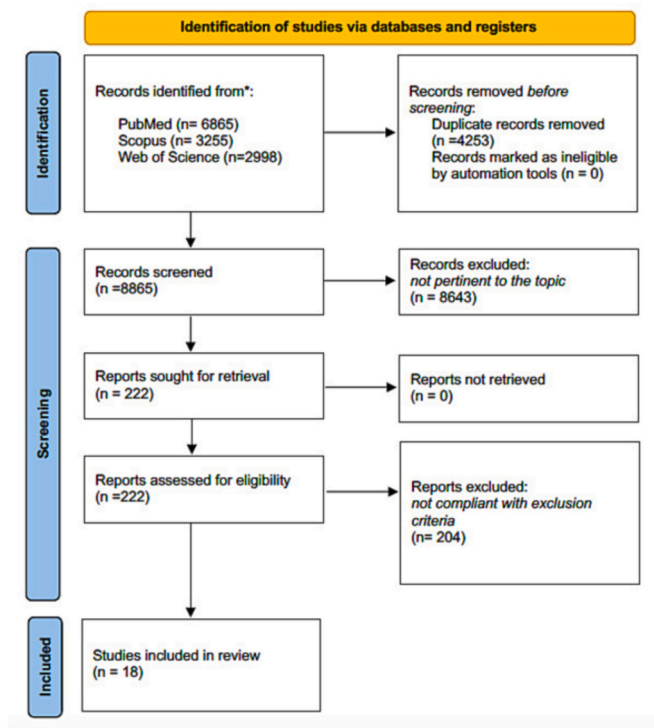 Identification of studies via databases and registers
Identification
Records identified from*:
PubMed (n= 6865)
Scopus (n= 3255)
Web of Science (n=2998)
Records removed before
screening:
Duplicate records removed
(n =4253)
Records marked as ineligible
by automation tools (n = 0)
Screening
Records screened
(n =8865)
Records excluded:
not pertinent to the topic
(n = 8643)
Reports sought for retrieval
(n = 222)
Reports not retrieved
(n = 0)
Reports assessed for eligibility
(n =222)
Reports excluded:
not compliant with exclusion
criteria
(n= 204)
Included
Studies included in review
(n = 18)